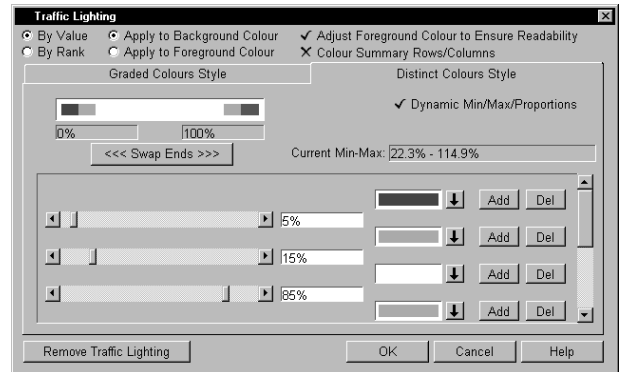 Traffic Lighting
By Value Apply to Background Colour Adjust Foreground Colour to Ensure Readability
By Rank Apply to Foreground Colour Colour Summary Rows/Columns
Graded Colours Style Distinct Colours Style
Dynamic Min/Max/Proportions
0% 100%
<<< Swap Ends >>> Current Min-Max: 22.3% - 114.9%
Add Del
5%
Add Del
15%
Add Del
85%
Add Del
Remove Traffic Lighting OK Cancel Help